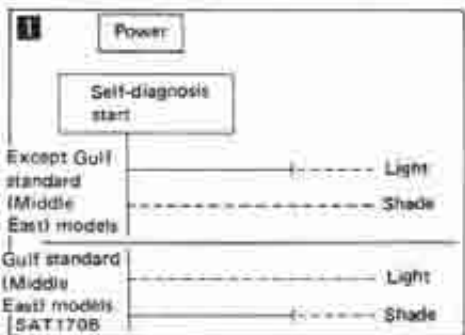 1
Power
Self-diagnosis
start
Except Gulf
standard
(Middle
East) models
Light
Shade
Gulf standard
(Middle
East) models
Light
Shade
SAT170B